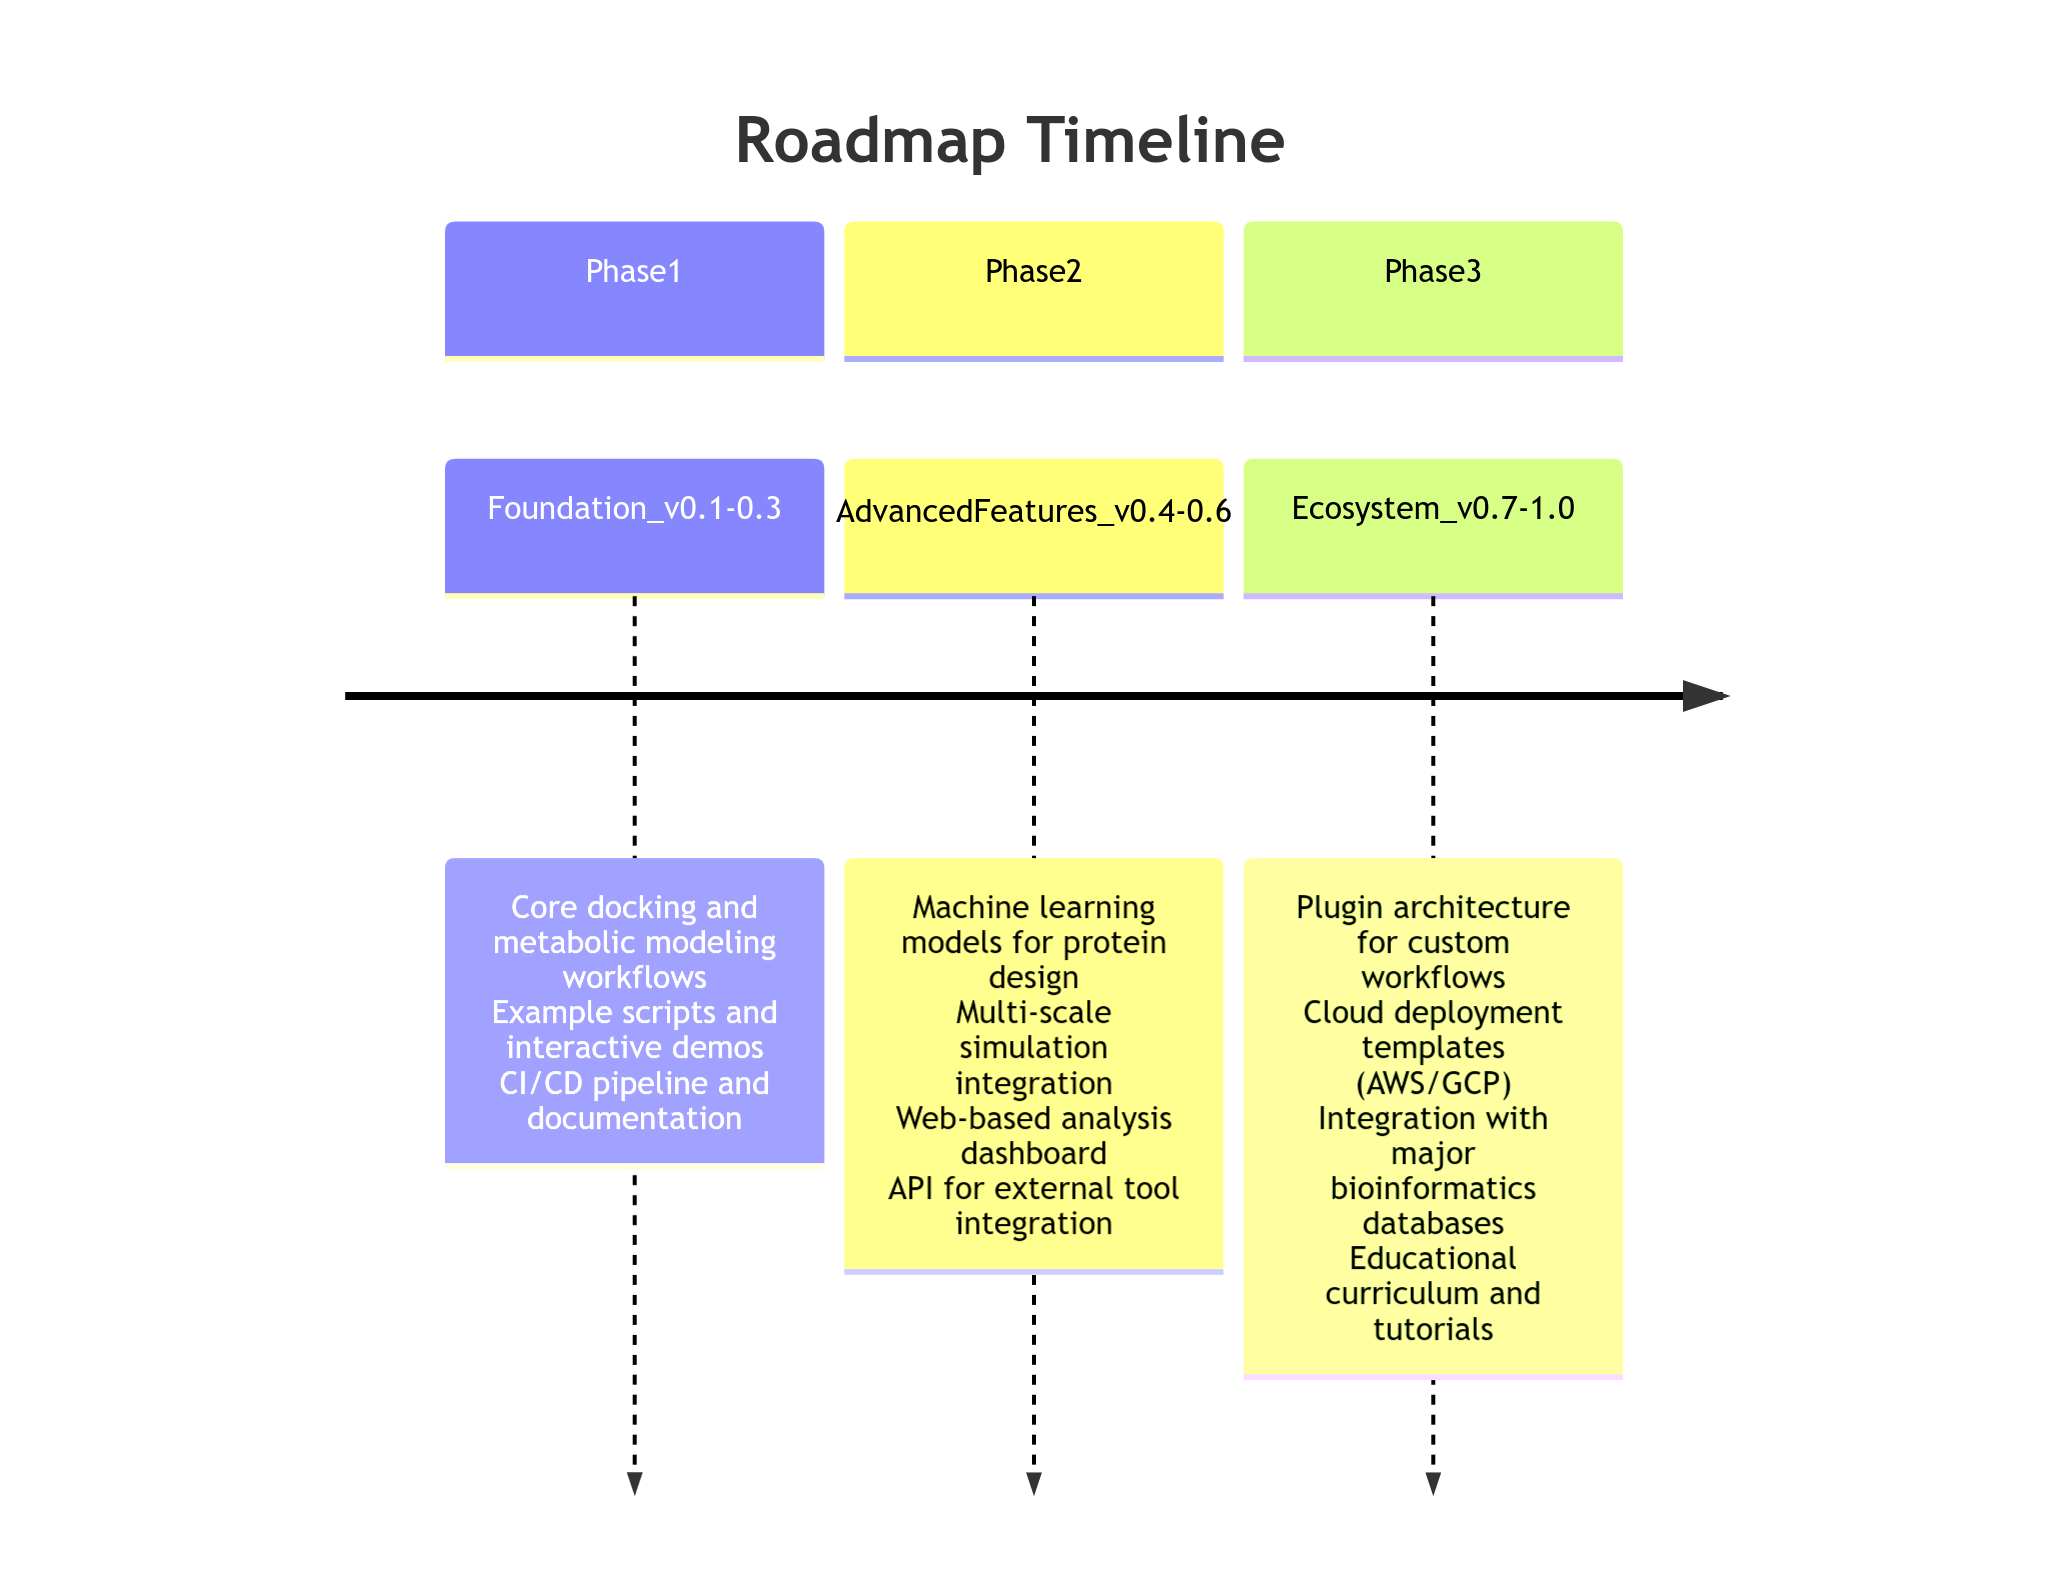 Roadmap Timeline
Phase1
Phase2
Phase3
Foundation_v0.1-0.3
AdvancedFeatures_v0.4-0.6
Ecosystem_v0.7-1.0
Core docking and
metabolic modeling
workflows
Example scripts and
interactive demos
CI/CD pipeline and
documentation
Machine learning
models for protein
design
Multi-scale
simulation
integration
Web-based analysis
dashboard
API for external tool
integration
Plugin architecture
for custom
workflows
Cloud deployment
templates
(AWS/GCP)
Integration with
major
bioinformatics
databases
Educational
curriculum and
tutorials